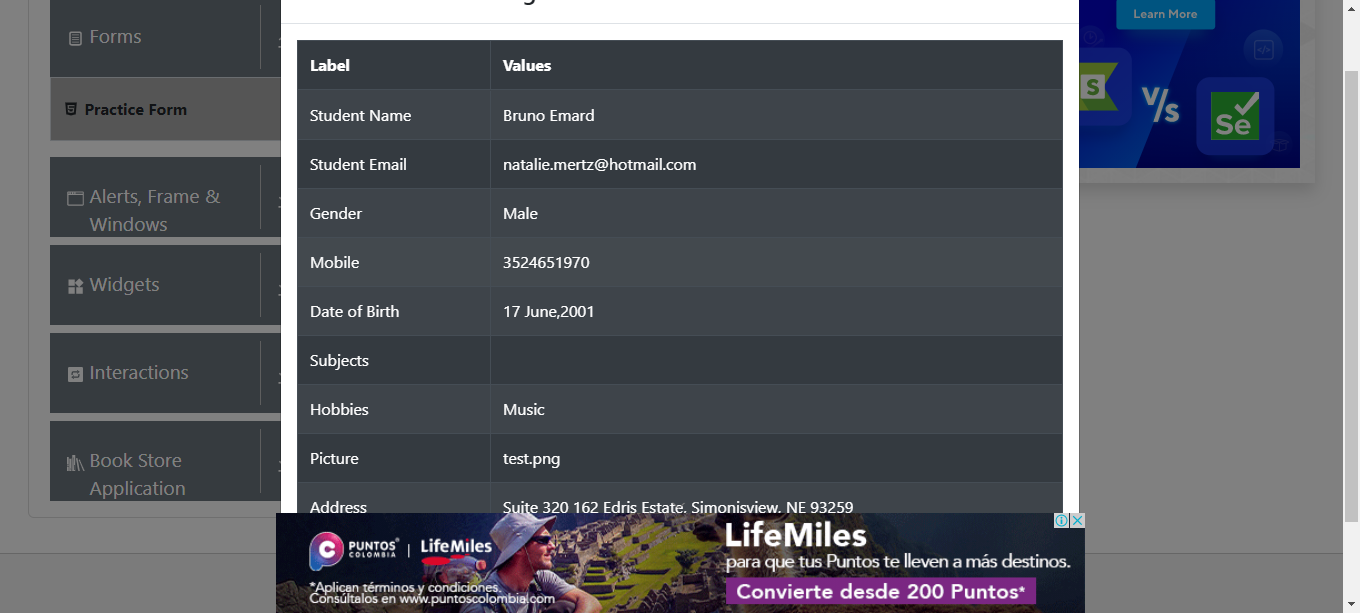 Forms
Practice Form
Alerts, Frame &
Windows
Widgets
Interactions
Book Store
Application
Label Values
Student Name Bruno Emard
Student Email natalie.mertz@hotmail.com
Gender Male
Mobile 3524651970
Date of Birth 17 June,2001
Subjects
Hobbies Music
Picture test.png
Address Suite 320 162 Edris Estate, Simonisview, NE 93259
Learn More
S
V/s
Se
PUNTOS
COLOMBIA
LifeMiles
*Aplican términos y condiciones.
Consúltalos en www.puntoscolombia.com
LifeMiles
para que tus Puntos te lleven a más destinos.
Convierte desde 200 Puntos*